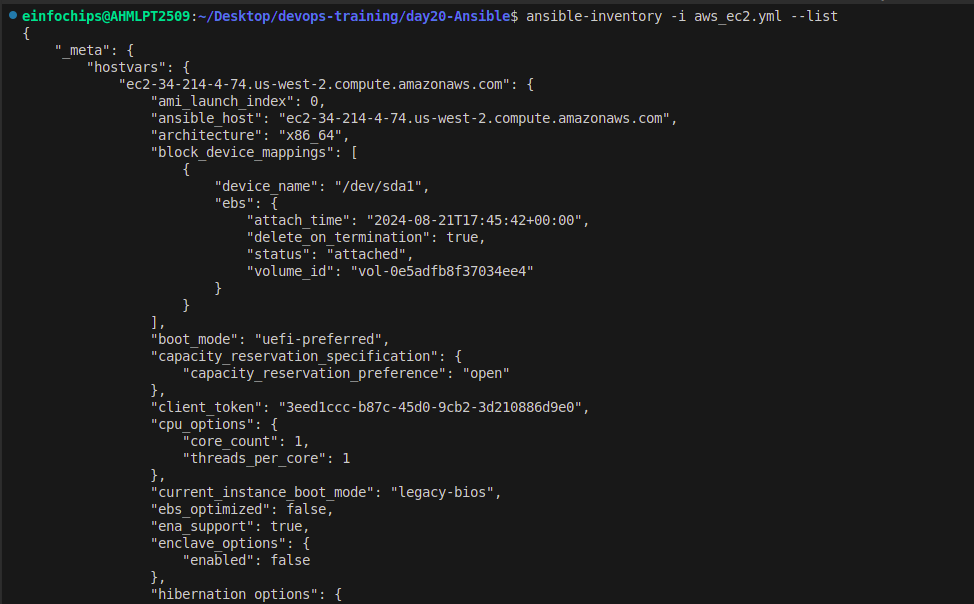 einfochips@AHMLPT2509:~/Desktop/devops-training/day20-Ansible$ ansible-inventory -i aws_ec2.yml --list
{
    "_meta": {
        "hostvars": {
            "ec2-34-214-4-74.us-west-2.compute.amazonaws.com": {
                "ami_launch_index": 0,
                "ansible_host": "ec2-34-214-4-74.us-west-2.compute.amazonaws.com",
                "architecture": "x86_64",
                "block_device_mappings": [
                    {
                        "device_name": "/dev/sda1",
                        "ebs": {
                            "attach_time": "2024-08-21T17:45:42+00:00",
                            "delete_on_termination": true,
                            "status": "attached",
                            "volume_id": "vol-0e5adfb8f37034ee4"
                        }
                    }
                ],
                "boot_mode": "uefi-preferred",
                "capacity_reservation_specification": {
                    "capacity_reservation_preference": "open"
                },
                "client_token": "3eed1ccc-b87c-45d0-9cb2-3d210886d9e0",
                "cpu_options": {
                    "core_count": 1,
                    "threads_per_core": 1
                },
                "current_instance_boot_mode": "legacy-bios",
                "ebs_optimized": false,
                "ena_support": true,
                "enclave_options": {
                    "enabled": false
                },
                "hibernation_options": {